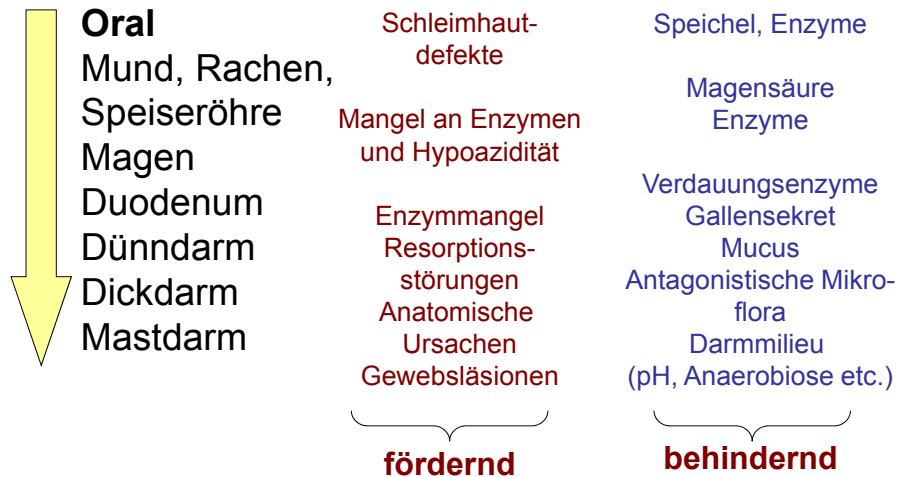 Oral
Mund, Rachen,
Speiseröhre
Magen
Duodenum
Dünndarm
Dickdarm
Mastdarm
Schleimhaut-
defekte
Mangel an Enzymen
und Hypoazidität
Enzymmangel
Resorptions-
störungen
Anatomische
Ursachen
Gewebsläsionen
fördernd
Speichel, Enzyme
Magensäure
Enzyme
Verdauungsenzyme
Gallensekret
Mucus
Antagonistische Mikro-
flora
Darmmilieu
(pH, Anaerobiose etc.)
behindernd